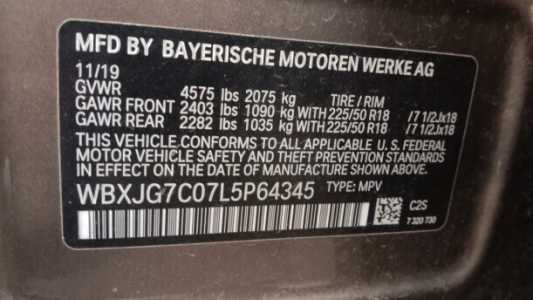 MFD BY BAYERISCHE MOTOREN WERKE AG
11/19
GVWR 4575 lbs 2075 kg TIRE / RIM
GAWR FRONT 2403 lbs 1090 kg WITH 225/50 R18 /7 1/2Jx18
GAWR REAR 2282 lbs 1035 kg WITH 225/50 R18 /7 1/2Jx18
THIS VEHICLE CONFORMS TO ALL APPLICABLE U.S. FEDERAL
MOTOR VEHICLE SAFETY AND THEFT PREVENTION STANDARDS
IN EFFECT ON THE DATE OF MANUFACTURE SHOWN ABOVE.
WBXJG7C07L5P64345 TYPE: MPV
C2S
7 320 730